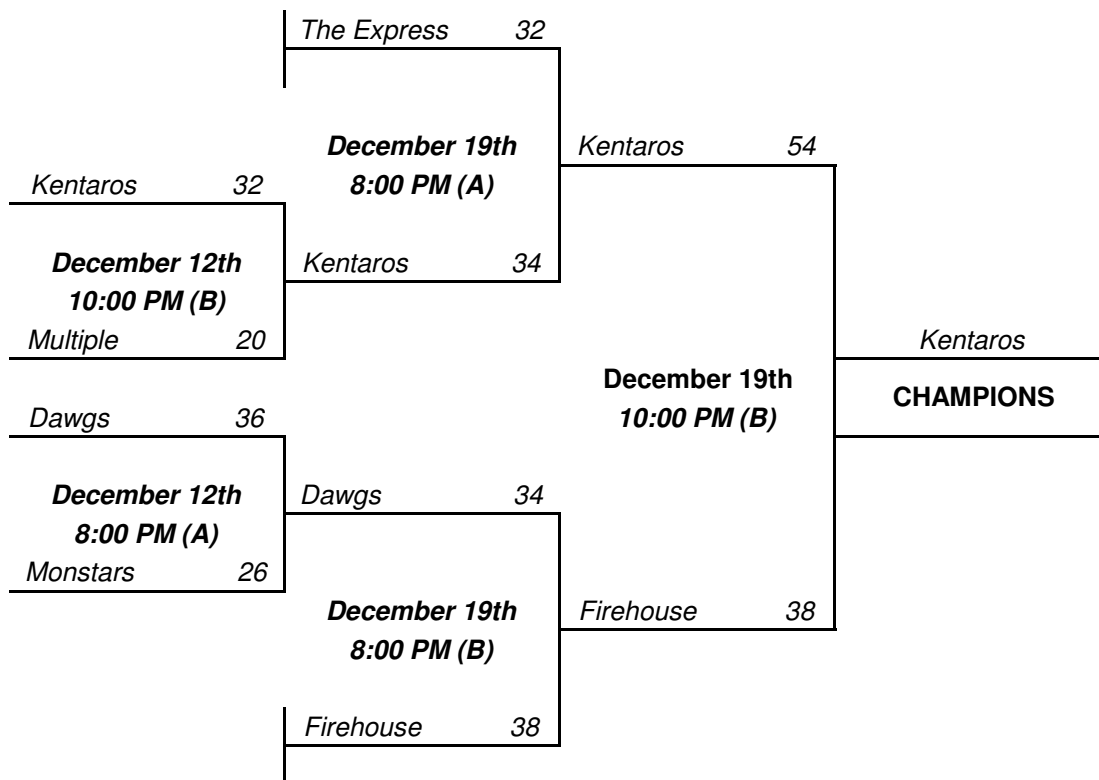 The Express 32
December 19th
8:00 PM (A)
Kentaros 54
Kentaros 32
December 12th
10:00 PM (B)
Kentaros 34
Multiple 20
Kentaros
December 19th
10:00 PM (B)
CHAMPIONS
Dawgs 36
December 12th
8:00 PM (A)
Dawgs 34
Monstars 26
December 19th
8:00 PM (B)
Firehouse 38
Firehouse 38